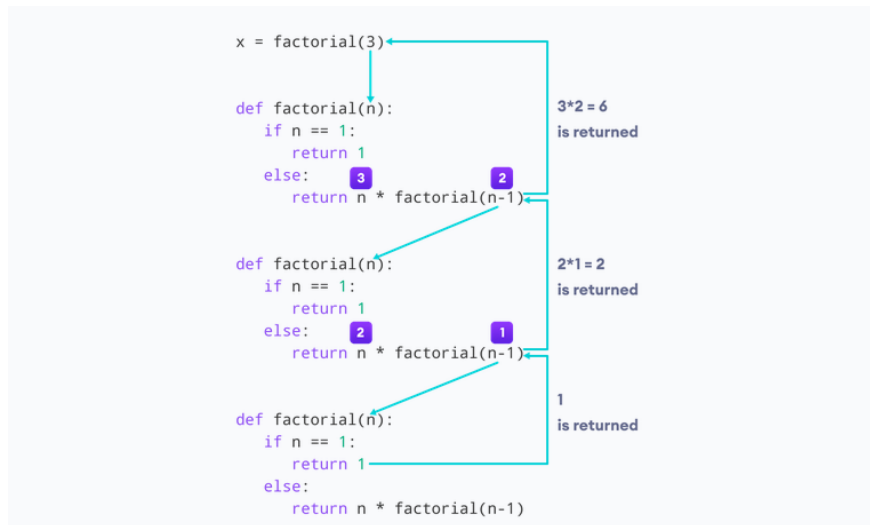 x = factorial(3)
def factorial(n):
if n == 1:
return 1
else:
3 2
return n * factorial(n-1)
3*2 = 6
is returned
def factorial(n):
if n == 1:
return 1
else:
2 1
return n * factorial(n-1)
2*1 = 2
is returned
def factorial(n):
if n == 1:
return 1
else:
return n * factorial(n-1)
1
is returned